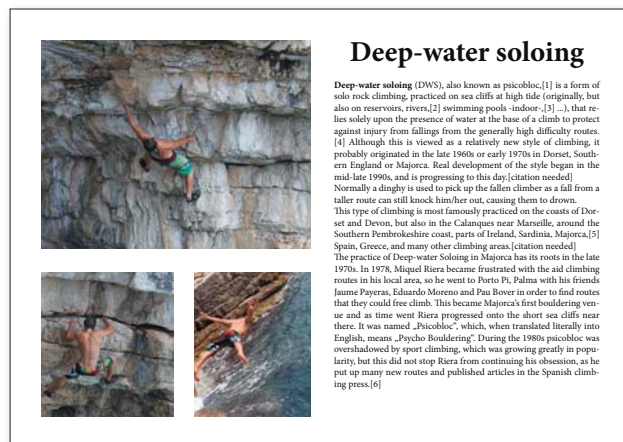 Deep-water soloing
Deep-water soloing (DWS), also known as psicobloc,[1] is a form of
solo rock climbing, practiced on sea cliffs at high tide (originally, but
also on reservoirs, rivers,[2] swimming pools -indoor-,[3] ...), that re-
lies solely upon the presence of water at the base of a climb to protect
against injury from fallings from the generally high difficulty routes.
[4] Although this is viewed as a relatively new style of climbing, it
probably originated in the late 1960s or early 1970s in Dorset, South-
ern England or Majorca. Real development of the style began in the
mid-late 1990s, and is progressing to this day.[citation needed]
Normally a dinghy is used to pick up the fallen climber as a fall from a
taller route can still knock him/her out, causing them to drown.
This type of climbing is most famously practiced on the coasts of Dor-
set and Devon, but also in the Calanques near Marseille, around the
Southern Pembrokeshire coast, parts of Ireland, Sardinia, Majorca,[5]
Spain, Greece, and many other climbing areas.[citation needed]
The practice of Deep-water Soloing in Majorca has its roots in the late
1970s. In 1978, Miquel Riera became frustrated with the aid climbing
routes in his local area, so he went to Porto Pi, Palma with his friends
Jaume Payeras, Eduardo Moreno and Pau Bover in order to find routes
that they could free climb. This became Majorca's first bouldering ven-
ue and as time went Riera progressed onto the short sea cliffs near
there. It was named „Psicobloc", which, when translated literally into
English, means „Psycho Bouldering". During the 1980s psicobloc was
overshadowed by sport climbing, which was growing greatly in popu-
larity, but this did not stop Riera from continuing his obsession, as he
put up many new routes and published articles in the Spanish climb-
ing press.[6]